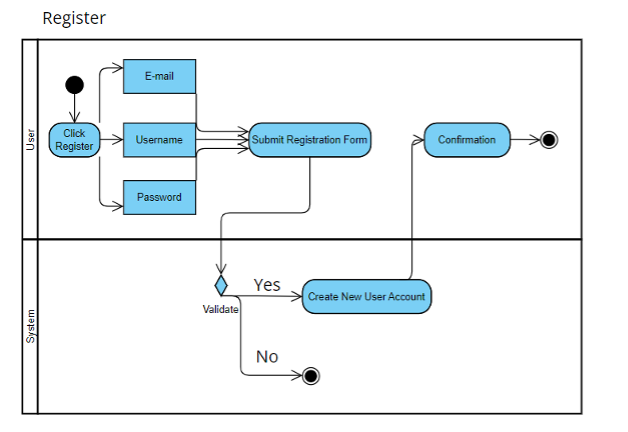 Register
User
E-mail
Click
Register
Username
Submit Registration Form
Confirmation
Password
System
Yes
Create New User Account
Validate
No